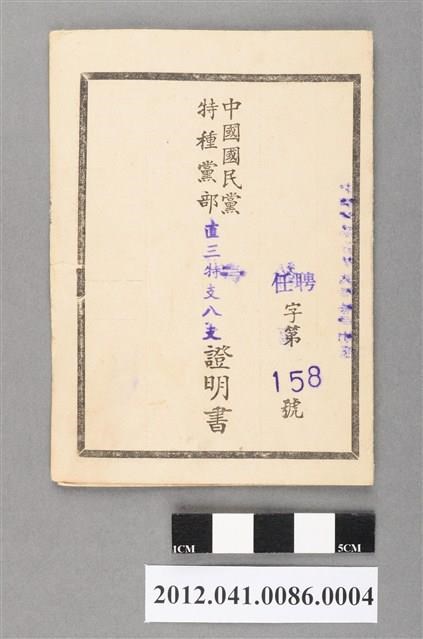 聘任
字第
158
號
中國國民黨
特種黨部
直三特支八支
證明書
1CM
5CM
2012.041.0086.0004